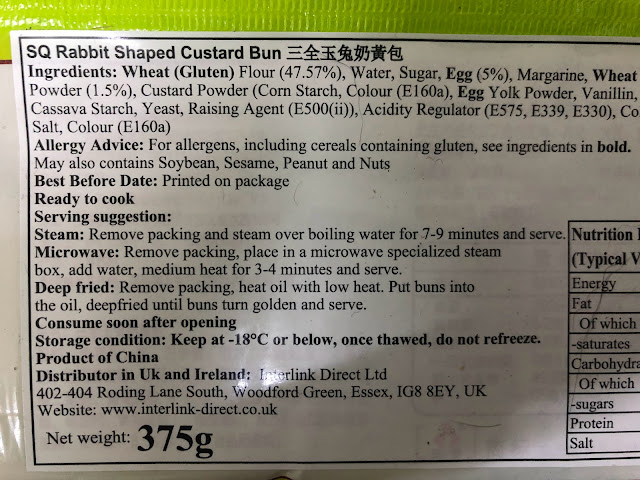 SQ Rabbit Shaped Custard Bun 三全玉兔奶黃包
Ingredients: Wheat (Gluten) Flour (47.57%), Water, Sugar, Egg (5%), Margarine, Wheat
Powder (1.5%), Custard Powder (Corn Starch, Colour (E160a), Egg Yolk Powder, Vanillin,
Cassava Starch, Yeast, Raising Agent (E500(ii)), Acidity Regulator (E575, E339, E330), Co
Salt, Colour (E160a)
Allergy Advice: For allergens, including cereals containing gluten, see ingredients in bold.
May also contains Soybean, Sesame, Peanut and Nuts
Best Before Date: Printed on package
Ready to cook
Serving suggestion:
Steam: Remove packing and steam over boiling water for 7-9 minutes and serve.
Microwave: Remove packing, place in a microwave specialized steam
box, add water, medium heat for 3-4 minutes and serve.
Deep fried: Remove packing, heat oil with low heat. Put buns into
the oil, deepfried until buns turn golden and serve.
Consume soon after opening
Storage condition: Keep at -18°C or below, once thawed, do not refreeze.
Product of China
Distributor in Uk and Ireland: Interlink Direct Ltd
402-404 Roding Lane South, Woodford Green, Essex, IG8 8EY, UK
Website: www.interlink-direct.co.uk
Net weight: 375g
Nutrition
(Typical V
Energy
Fat
Of which
-saturates
Carbohydra
Of which
-sugars
Protein
Salt